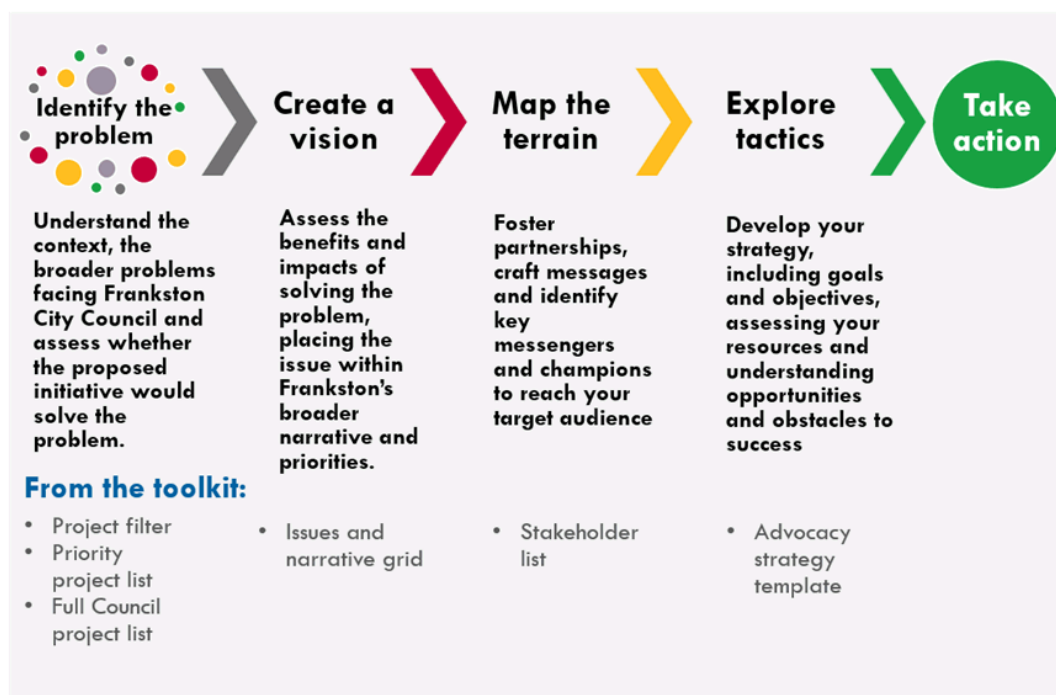 Identify the
problem
Create a
vision
Map the
terrain
Explore
tactics
Take
action
Understand the
context, the
broader problems
facing Frankston
City Council and
assess whether
the proposed
initiative would
solve the
problem.
Assess the
benefits and
impacts of
solving the
problem,
placing the
issue within
Frankston's
broader
narrative and
priorities.
Foster
partnerships,
craft messages
and identify
key
messengers
and champions
to reach your
target audience
Develop your
strategy,
including goals
and objectives,
assessing your
resources and
understanding
opportunities
and obstacles to
success
From the toolkit:
• Project filter
• Priority
project list
• Full Council
project list
• Issues and
narrative grid
• Stakeholder
list
• Advocacy
strategy
template